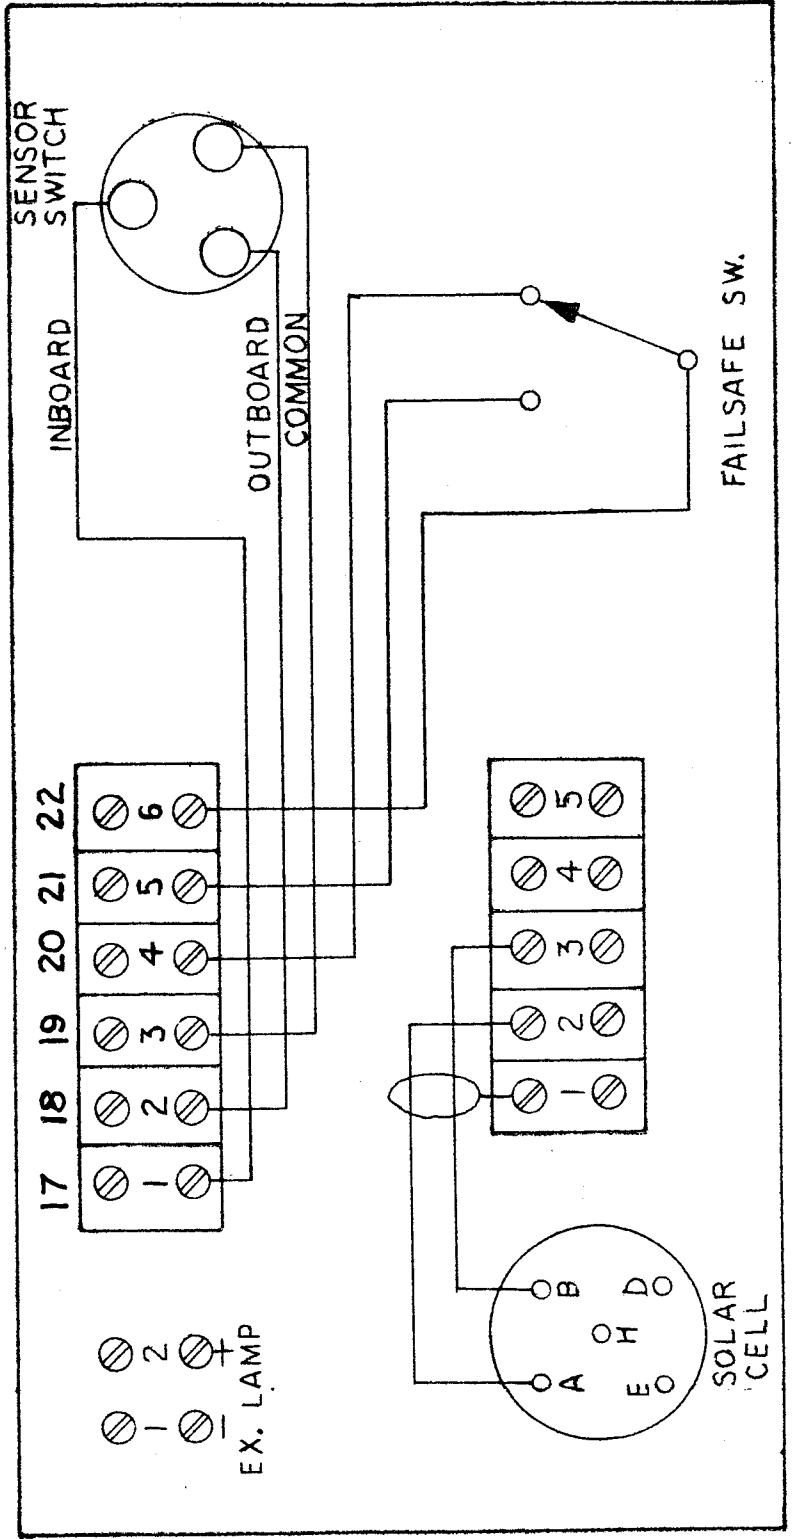 SENSOR
SWITCH
INBOARD
OUTBOARD
COMMON
FAILSAFE SW.
17 18 19 20 21 22
1 2 3 4 5 6
1 2
− +
EX. LAMP
1 2 3 4 5
A B
H
E D
SOLAR
CELL